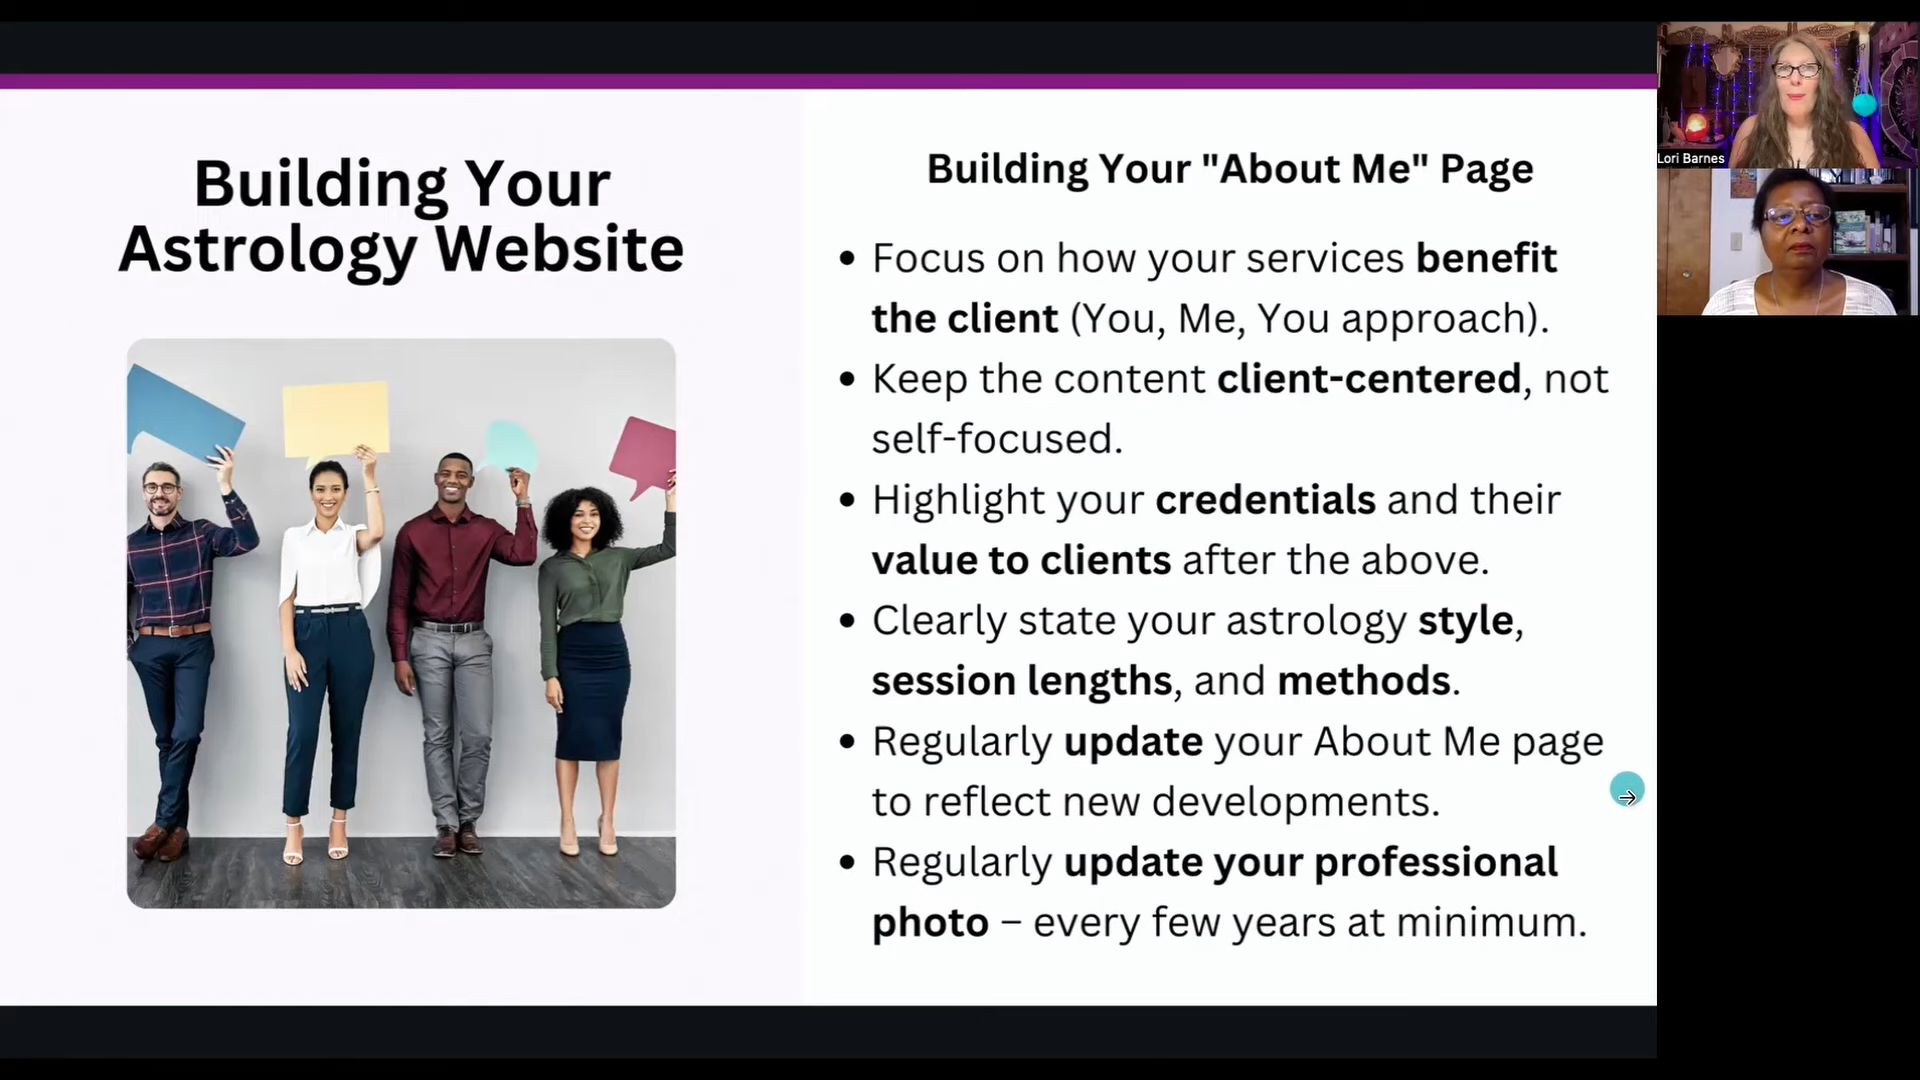 Building Your
Astrology Website
Building Your "About Me" Page
• Focus on how your services benefit
the client (You, Me, You approach).
• Keep the content client-centered, not
self-focused.
• Highlight your credentials and their
value to clients after the above.
• Clearly state your astrology style,
session lengths, and methods.
• Regularly update your About Me page
to reflect new developments.
• Regularly update your professional
photo – every few years at minimum.
Lori Barnes